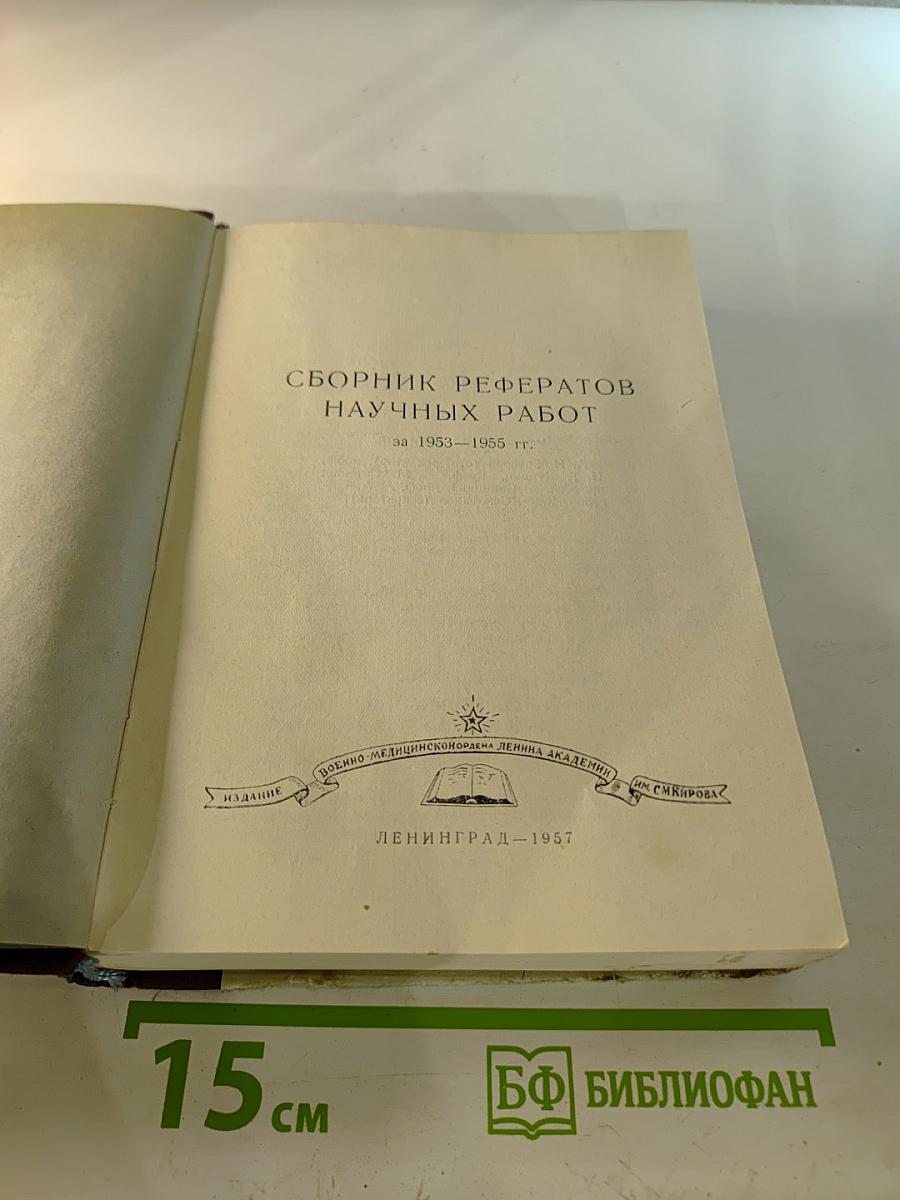 СБОРНИК РЕФЕРАТОВ
НАУЧНЫХ РАБОТ
за 1953—1955 гг.
ИЗДАНИЕ ВОЕННО-МЕДИЦИНСКОЙ ОРДЕНА ЛЕНИНА АКАДЕМИИ ИМ. С.М.КИРОВА
ЛЕНИНГРАД—1957
15 см
БФ БИБЛИОФАН